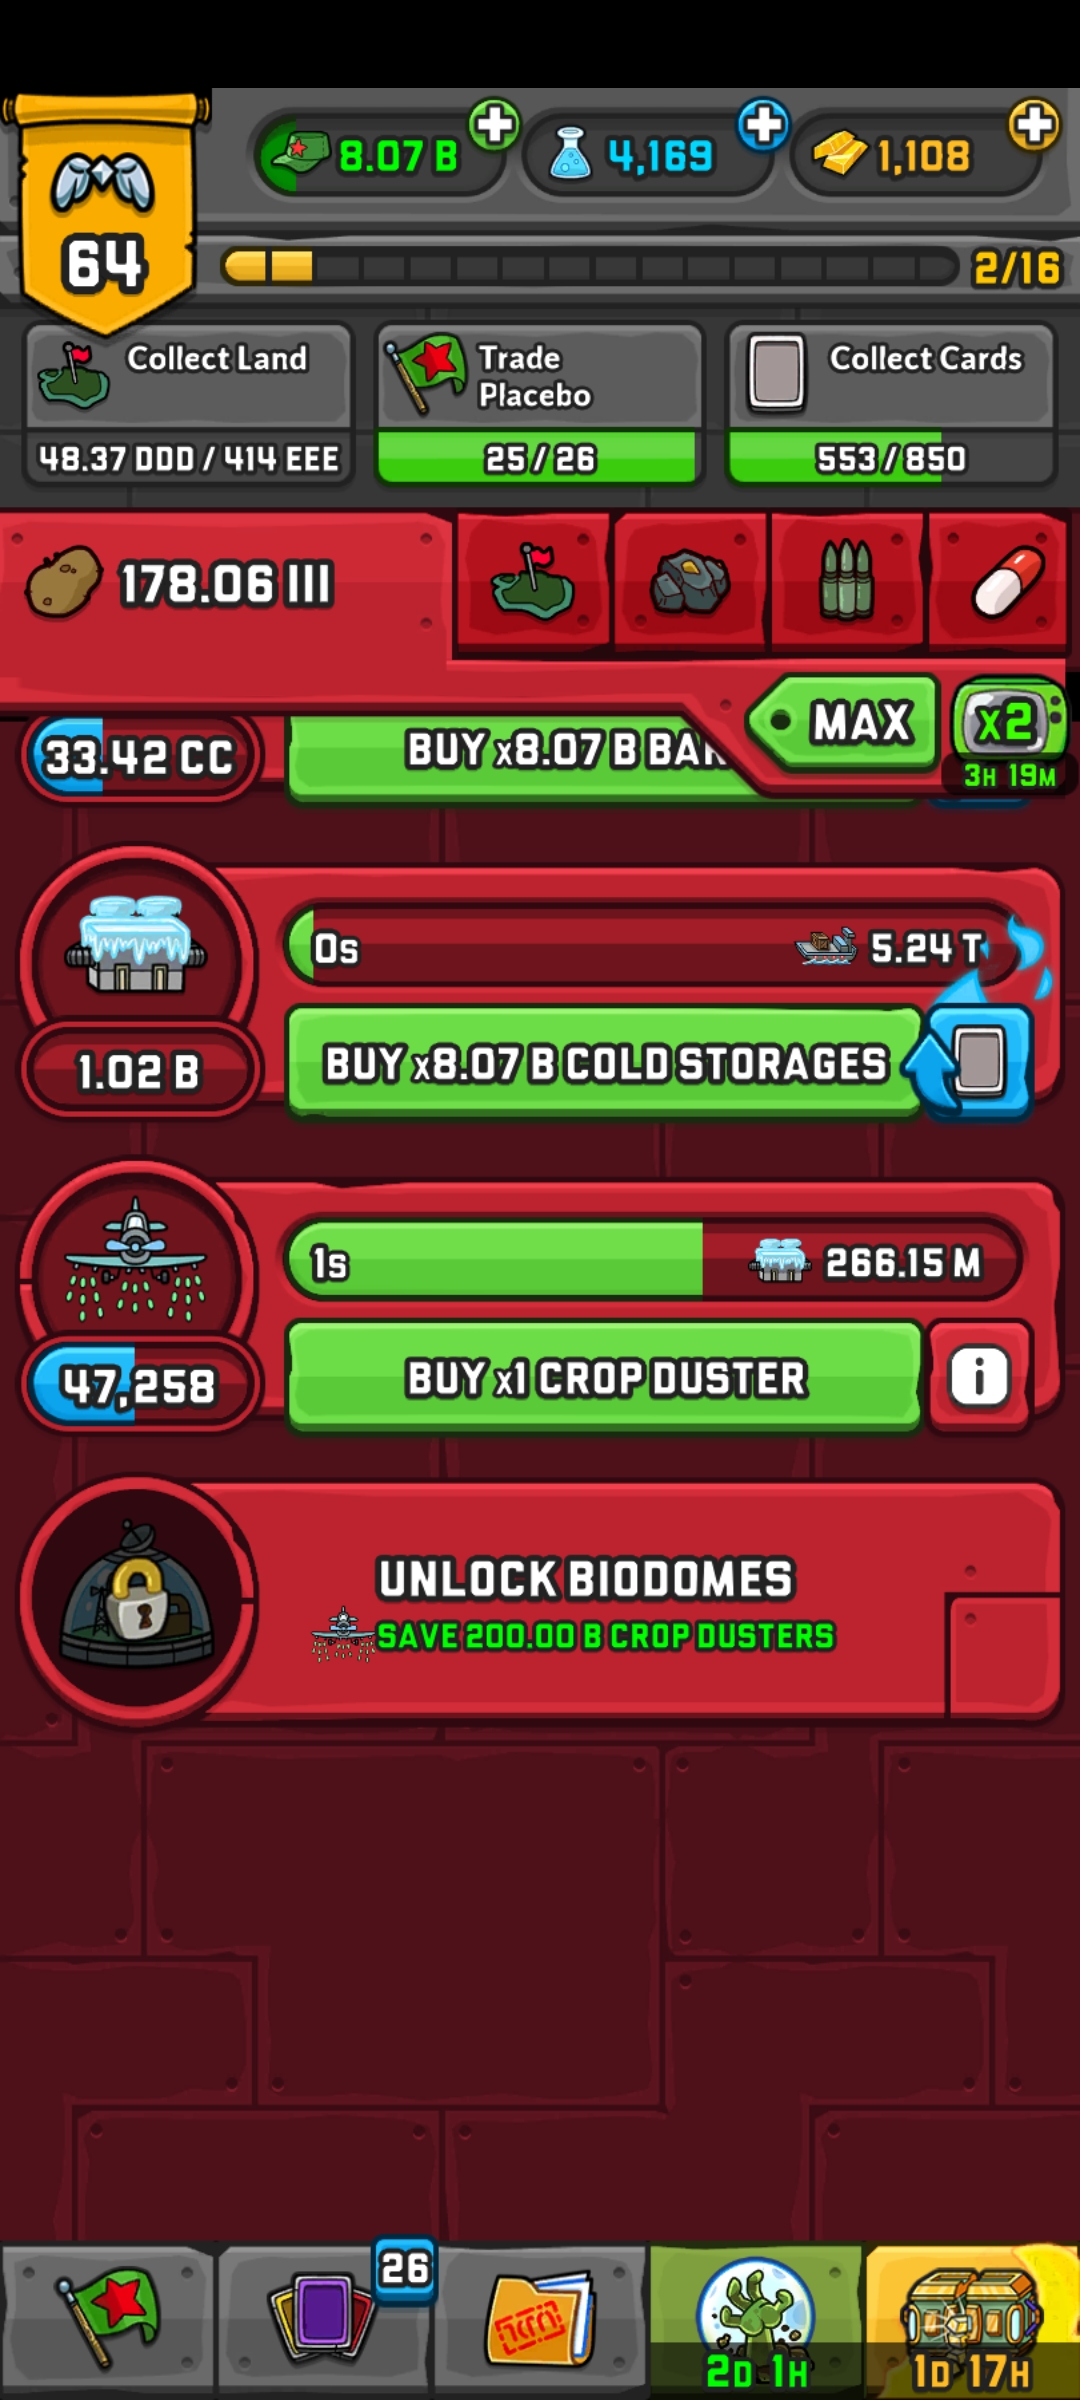 8.07 B
4,169
1,108
64
2/16
Collect Land
48.37 DDD / 414 EEE
Trade
Placebo
25 / 26
Collect Cards
553 / 850
178.06 III
MAX
x2
3H 19M
33.42 CC
BUY x8.07 B
0s
5.24 T
1.02 B
BUY x8.07 B COLD STORAGES
1s
266.15 M
47,258
BUY x1 CROP DUSTER
i
UNLOCK BIODOMES
SAVE 200.00 B CROP DUSTERS
26
2D 1H
1D 17H